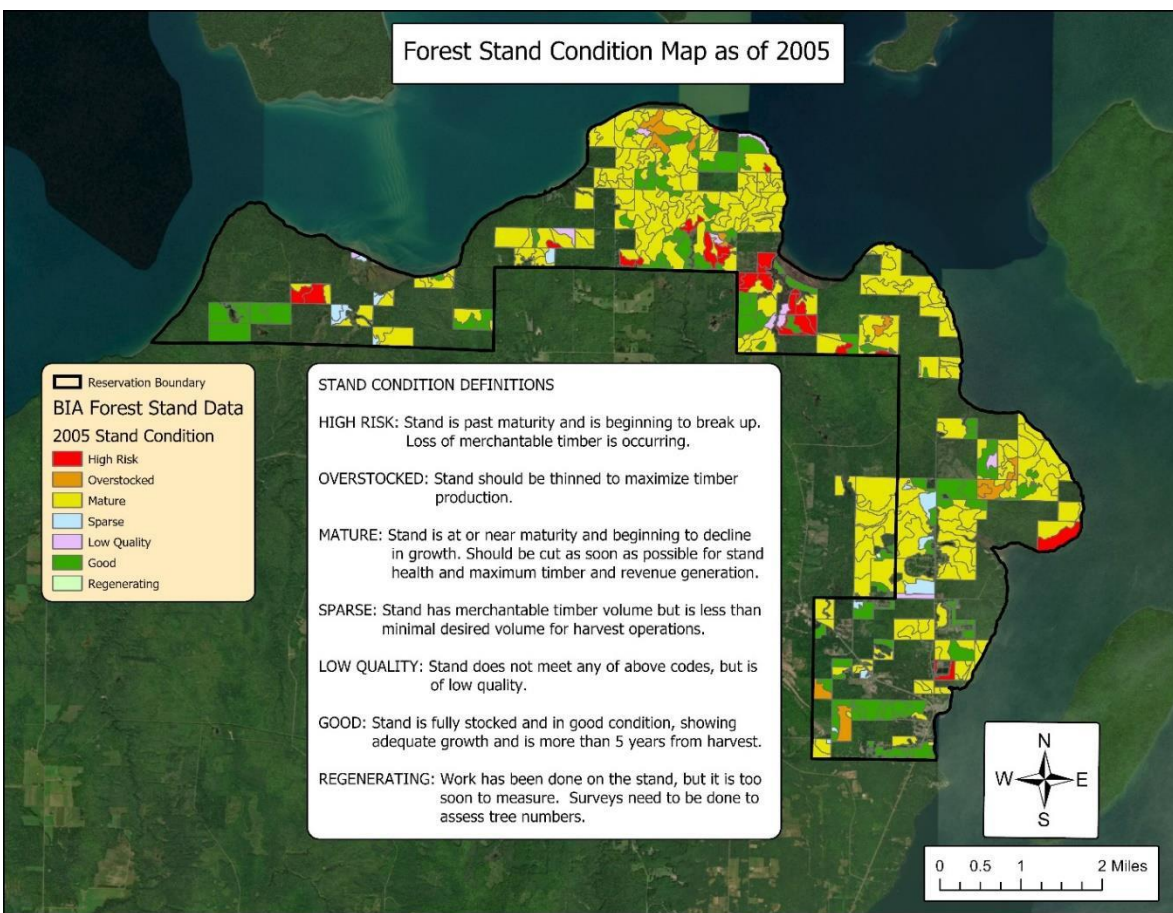 Forest Stand Condition Map as of 2005
Reservation Boundary
BIA Forest Stand Data
2005 Stand Condition
High Risk
Overstocked
Mature
Sparse
Low Quality
Good
Regenerating
STAND CONDITION DEFINITIONS
HIGH RISK: Stand is past maturity and is beginning to break up.
Loss of merchantable timber is occurring.
OVERSTOCKED: Stand should be thinned to maximize timber
production.
MATURE: Stand is at or near maturity and beginning to decline
in growth. Should be cut as soon as possible for stand
health and maximum timber and revenue generation.
SPARSE: Stand has merchantable timber volume but is less than
minimal desired volume for harvest operations.
LOW QUALITY: Stand does not meet any of above codes, but is
of low quality.
GOOD: Stand is fully stocked and in good condition, showing
adequate growth and is more than 5 years from harvest.
REGENERATING: Work has been done on the stand, but it is too
soon to measure. Surveys need to be done to
assess tree numbers.
N
W E
S
0 0.5 1 2 Miles